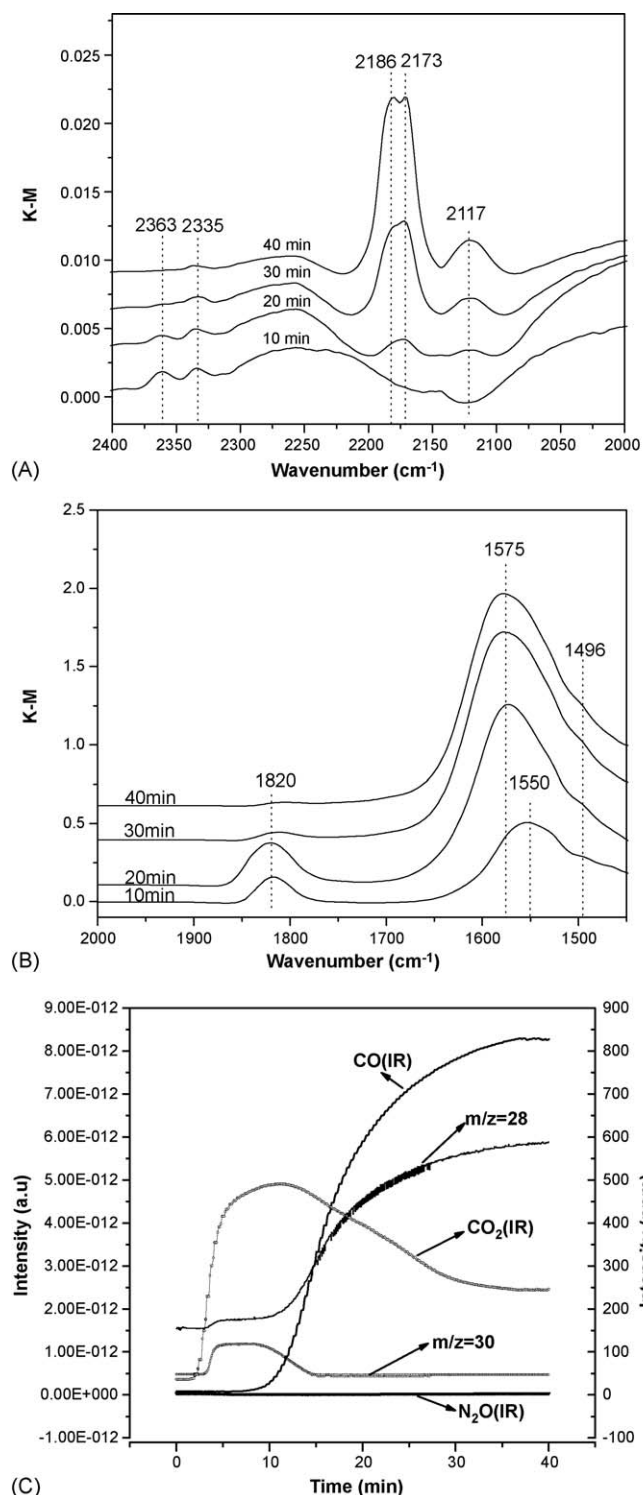 0.025
2186 2173
0.020
K-M
0.015
2363 2335
2117
0.010
40 min
30 min
0.005
20 min
10 min
0.000
2400 2350 2300 2250 2200 2150 2100 2050 2000
(A)
Wavenumber (cm-1)
2.5
1575
2.0
1496
1.5
K-M
1.0
1820
1550
40min
0.5
30min
20min
0.0
10min
2000 1900 1800 1700 1600 1500
(B)
Wavenumber (cm-1)
9.00E-012 900
8.00E-012 800
CO(IR)
7.00E-012 700
m/z=28
6.00E-012 600
5.00E-012 500
Intensity (a.u)
4.00E-012 400
CO2(IR)
3.00E-012 300
2.00E-012 200
m/z=30
1.00E-012 100
0.00E+000 0
N2O(IR)
-1.00E-012 -100
0 10 20 30 40
(C)
Time (min)